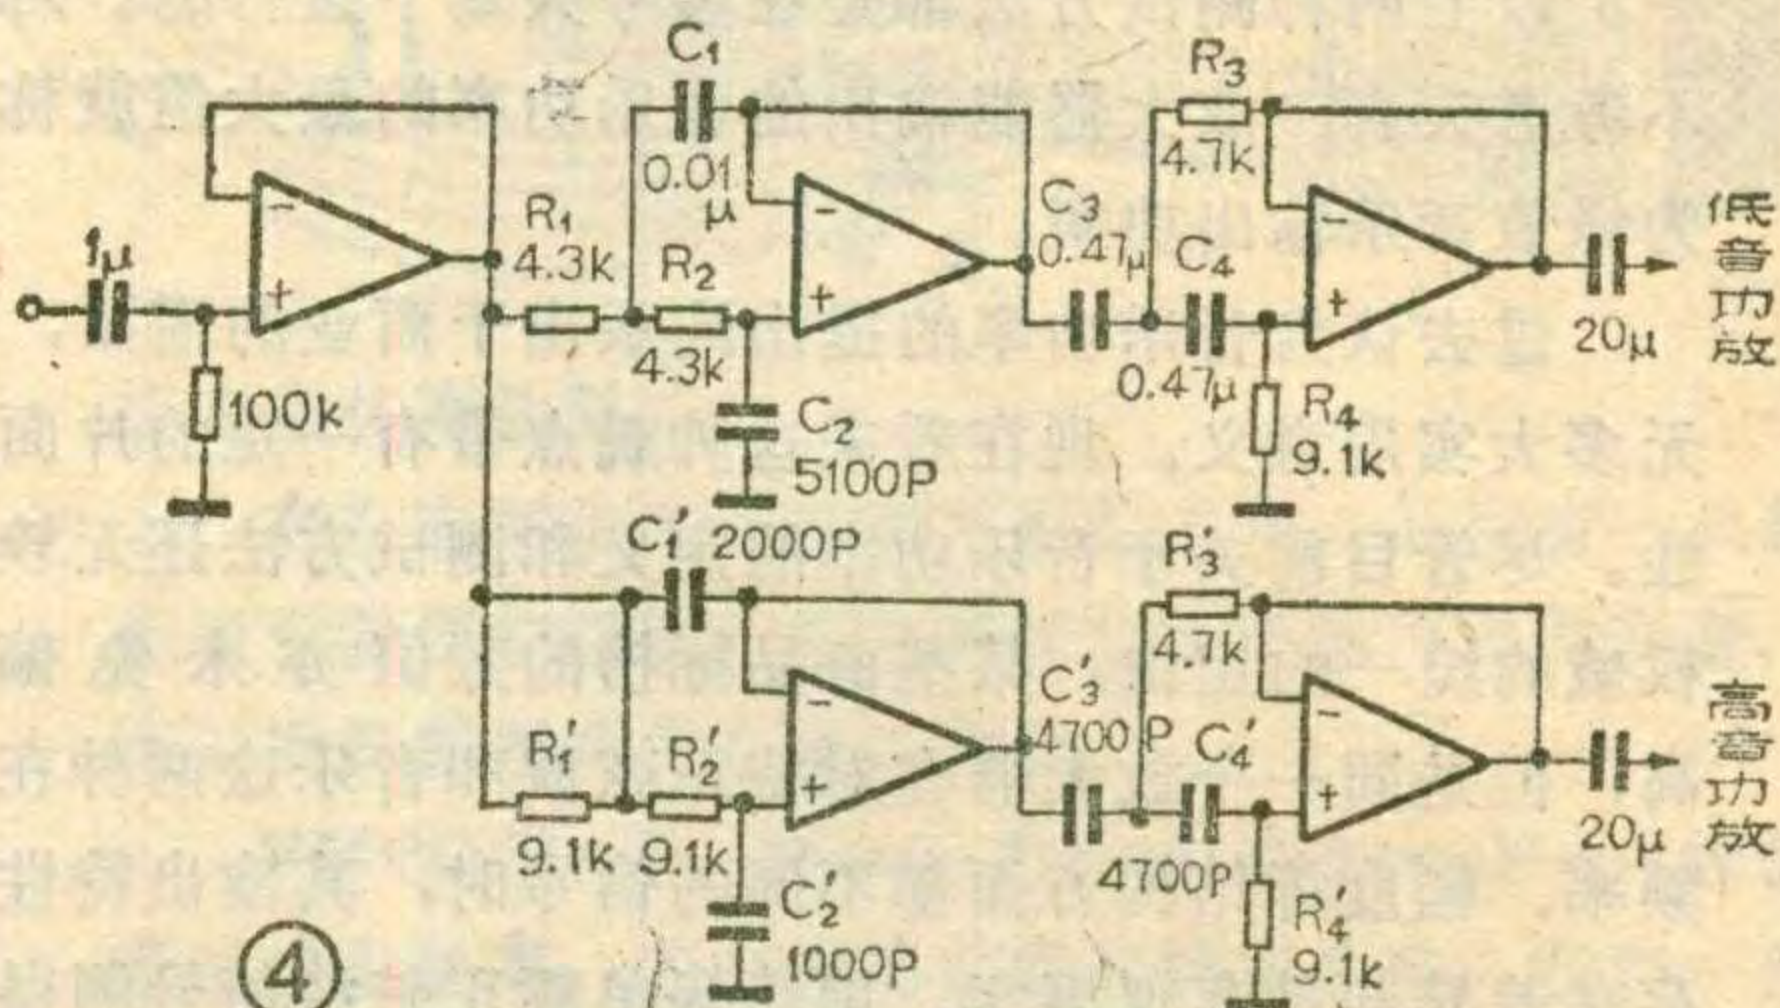 C₁
0.01
μ
R₃
4.7k
−
+
1μ
100k
R₁
4.3k
R₂
4.3k
−
+
C₂
5100P
C₃
0.47μ
C₄
0.47μ
−
+
R₄
9.1k
20μ
低音功放
C₁′ 2000P
R₁′
9.1k
R₂′
9.1k
−
+
C₂′
1000P
C₃′
4700P
C₄′
4700P
R₃′
4.7k
−
+
R₄′
9.1k
20μ
高音功放
④